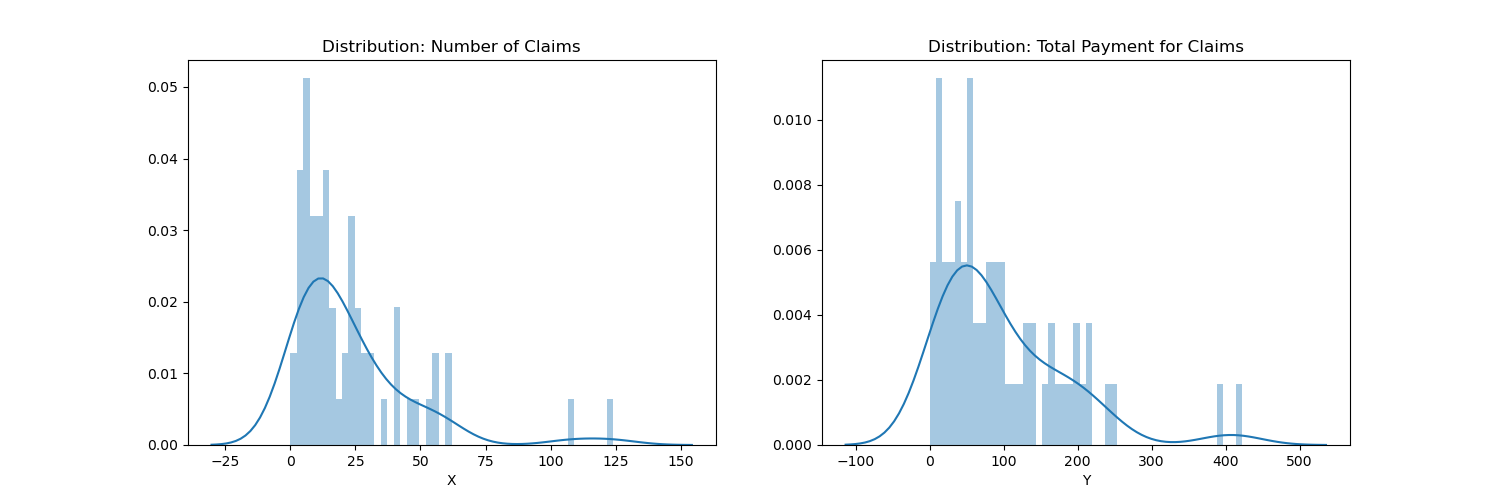 Distribution: Number of Claims
0.05
0.04
0.03
0.02
0.01
0.00
−25 0 25 50 75 100 125 150
X
Distribution: Total Payment for Claims
0.010
0.008
0.006
0.004
0.002
0.000
−100 0 100 200 300 400 500
Y